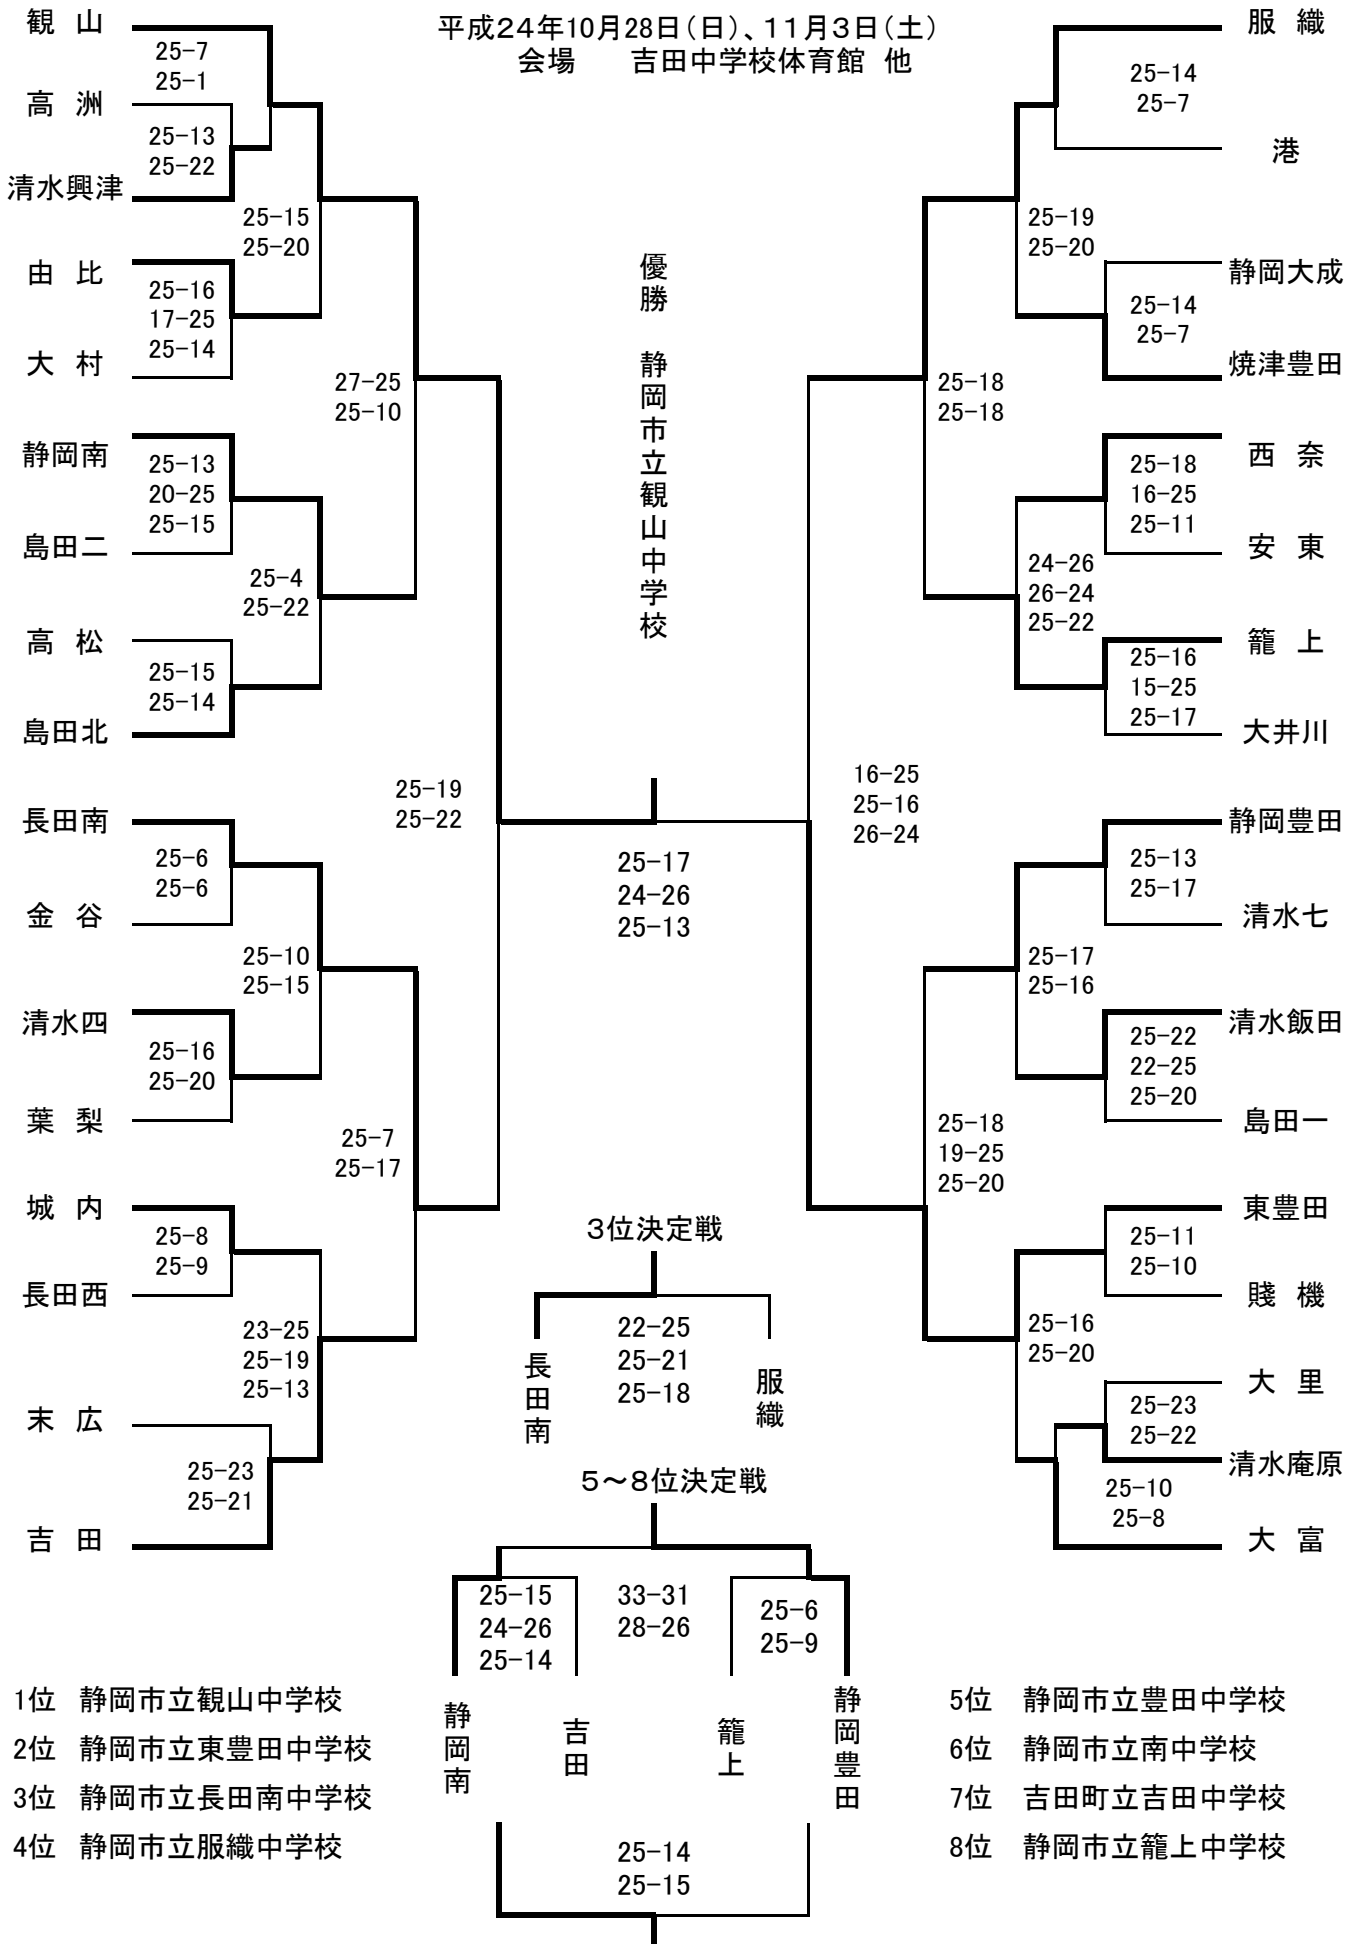 平成２４年10月28日（日）、１１月３日（土）
会場　　吉田中学校体育館 他
観 山
25-7
25-1
高 洲
25-13
25-22
清水興津
25-15
25-20
由 比
25-16
17-25
25-14
大 村
27-25
25-10
静岡南
25-13
20-25
25-15
島田二
25-4
25-22
高 松
25-15
25-14
島田北
25-19
25-22
長田南
25-6
25-6
金 谷
25-10
25-15
清水四
25-16
25-20
葉 梨
25-7
25-17
城 内
25-8
25-9
長田西
23-25
25-19
25-13
末 広
25-23
25-21
吉 田
優勝　静岡市立観山中学校
25-17
24-26
25-13
服 織
25-14
25-7
港
25-19
25-20
静岡大成
25-14
25-7
焼津豊田
25-18
25-18
西 奈
25-18
16-25
25-11
安 東
24-26
26-24
25-22
籠 上
25-16
15-25
25-17
大井川
16-25
25-16
26-24
静岡豊田
25-13
25-17
清水七
25-17
25-16
清水飯田
25-22
22-25
25-20
島田一
25-18
19-25
25-20
東豊田
25-11
25-10
賤 機
25-16
25-20
大 里
25-23
25-22
清水庵原
25-10
25-8
大 富
３位決定戦
22-25
25-21
25-18
長田南
服織
５～８位決定戦
25-15
24-26
25-14
33-31
28-26
25-6
25-9
静岡南
吉田
籠上
静岡豊田
25-14
25-15
1位　静岡市立観山中学校
2位　静岡市立東豊田中学校
3位　静岡市立長田南中学校
4位　静岡市立服織中学校
5位　静岡市立豊田中学校
6位　静岡市立南中学校
7位　吉田町立吉田中学校
8位　静岡市立籠上中学校